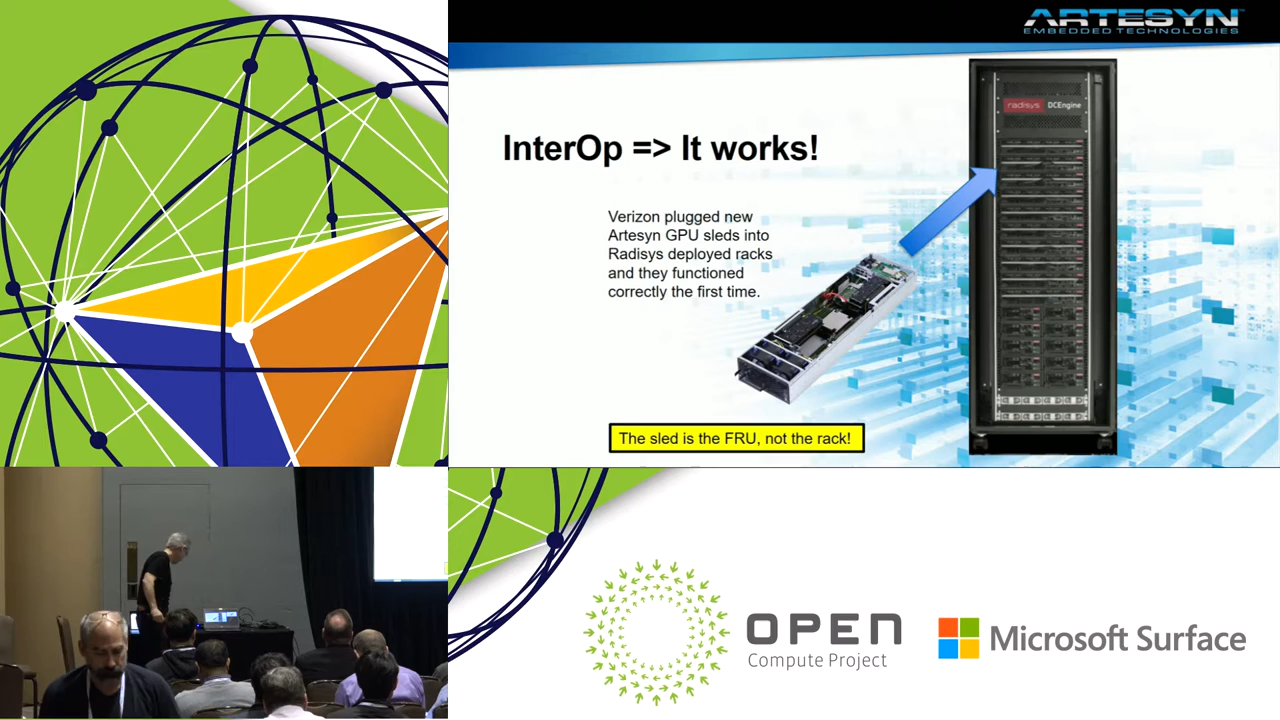 ARTESYN
EMBEDDED TECHNOLOGIES
radisys DCEngine
InterOp => It works!
Verizon plugged new
Artesyn GPU sleds into
Radisys deployed racks
and they functioned
correctly the first time.
The sled is the FRU, not the rack!
OPEN
Compute Project
Microsoft Surface